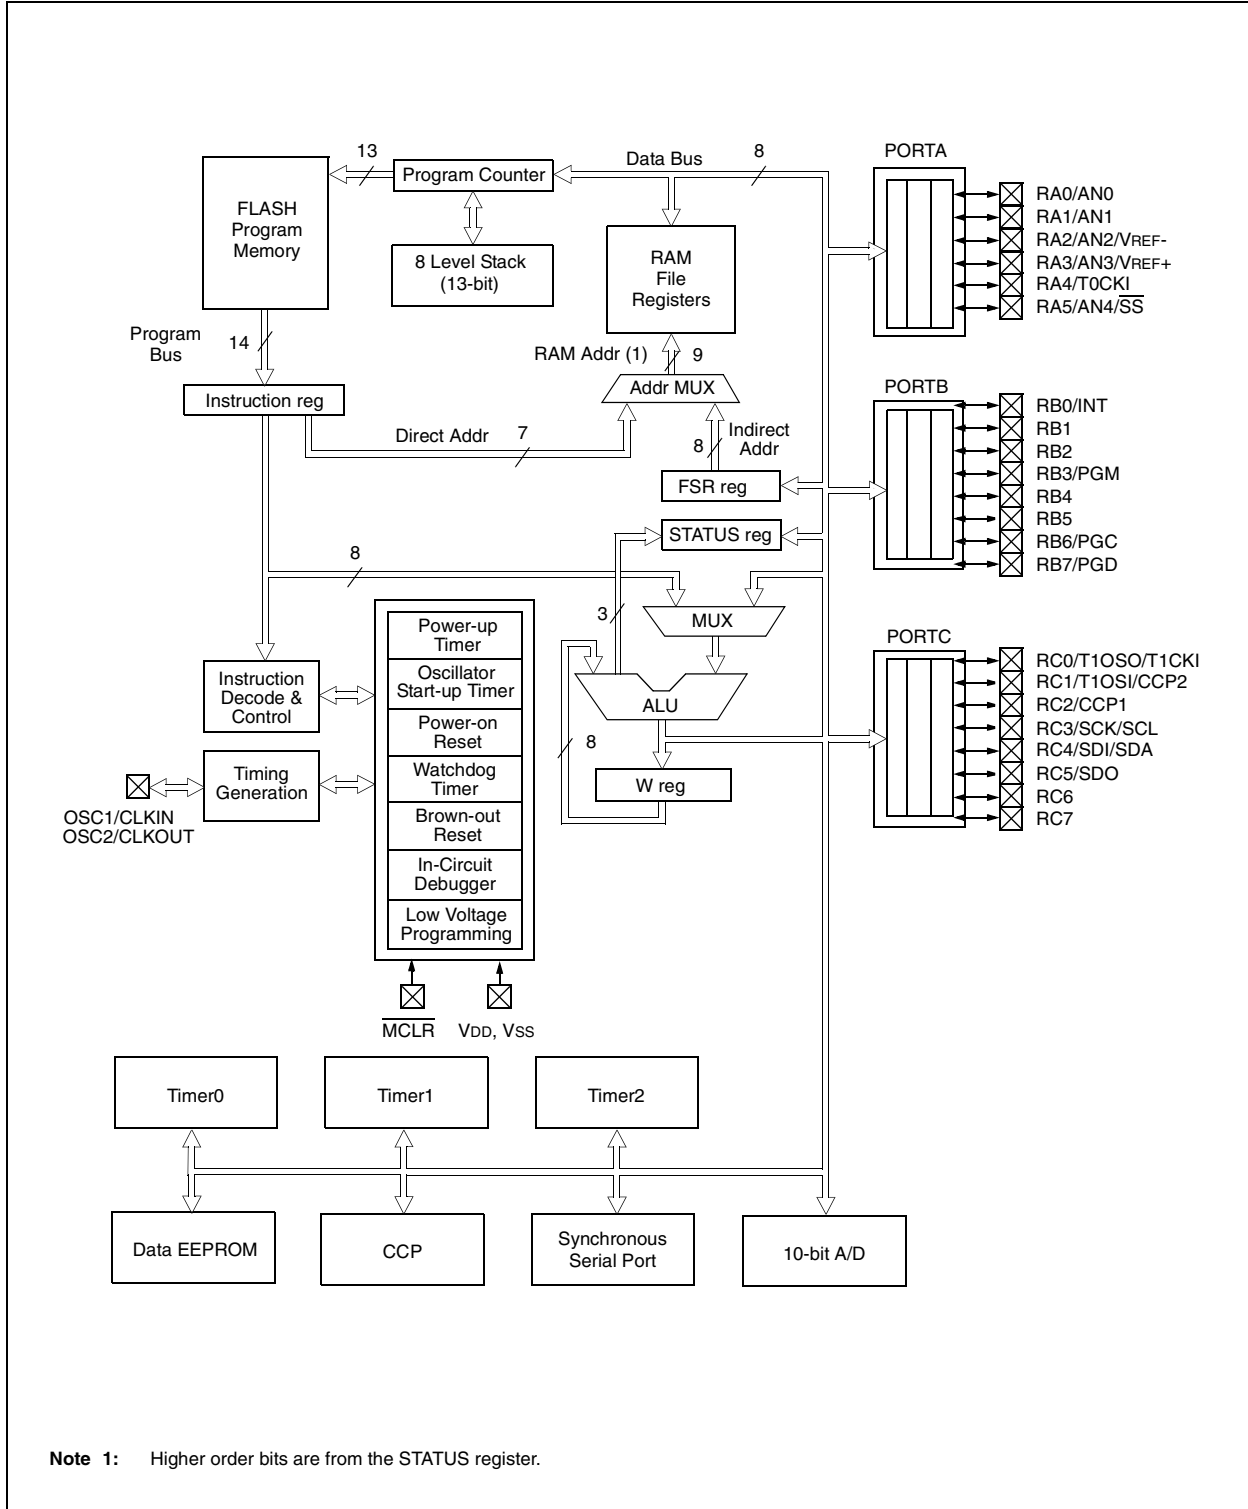 13
Program Counter
Data Bus
8
PORTA
FLASH
Program
Memory
8 Level Stack
(13-bit)
RAM
File
Registers
RA0/AN0
RA1/AN1
RA2/AN2/VREF-
RA3/AN3/VREF+
RA4/T0CKI
RA5/AN4/SS
Program
Bus
14
RAM Addr (1)
9
Instruction reg
Addr MUX
PORTB
Direct Addr
7
8
Indirect
Addr
FSR reg
RB0/INT
RB1
RB2
RB3/PGM
RB4
RB5
RB6/PGC
RB7/PGD
STATUS reg
8
3
MUX
Power-up
Timer
Oscillator
Start-up Timer
Power-on
Reset
Watchdog
Timer
Brown-out
Reset
In-Circuit
Debugger
Low Voltage
Programming
Instruction
Decode &
Control
Timing
Generation
OSC1/CLKIN
OSC2/CLKOUT
ALU
8
W reg
PORTC
RC0/T1OSO/T1CKI
RC1/T1OSI/CCP2
RC2/CCP1
RC3/SCK/SCL
RC4/SDI/SDA
RC5/SDO
RC6
RC7
MCLR
VDD, VSS
Timer0
Timer1
Timer2
Data EEPROM
CCP
Synchronous
Serial Port
10-bit A/D
Note 1: Higher order bits are from the STATUS register.